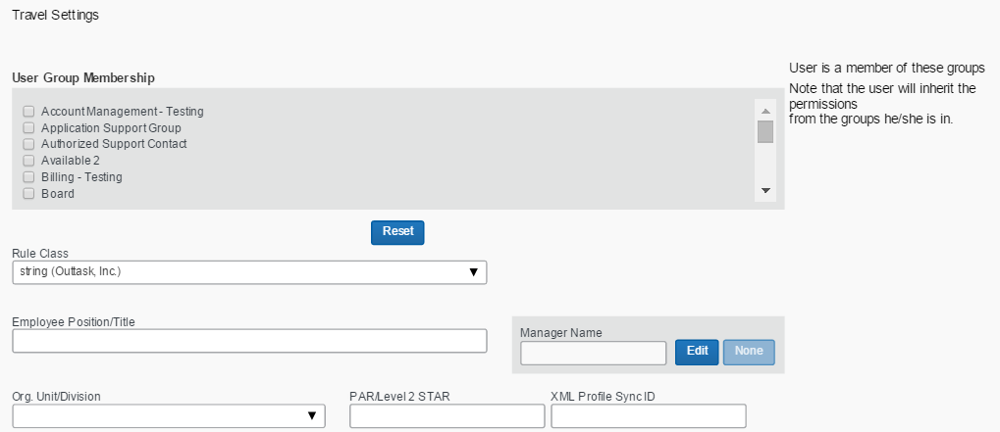 Travel Settings
User Group Membership
User is a member of these groups
Note that the user will inherit the
permissions
from the groups he/she is in.
Account Management - Testing
Application Support Group
Authorized Support Contact
Available 2
Billing - Testing
Board
Reset
Rule Class
string (Outtask, Inc.)
Employee Position/Title
Manager Name
Edit
None
Org. Unit/Division
PAR/Level 2 STAR
XML Profile Sync ID